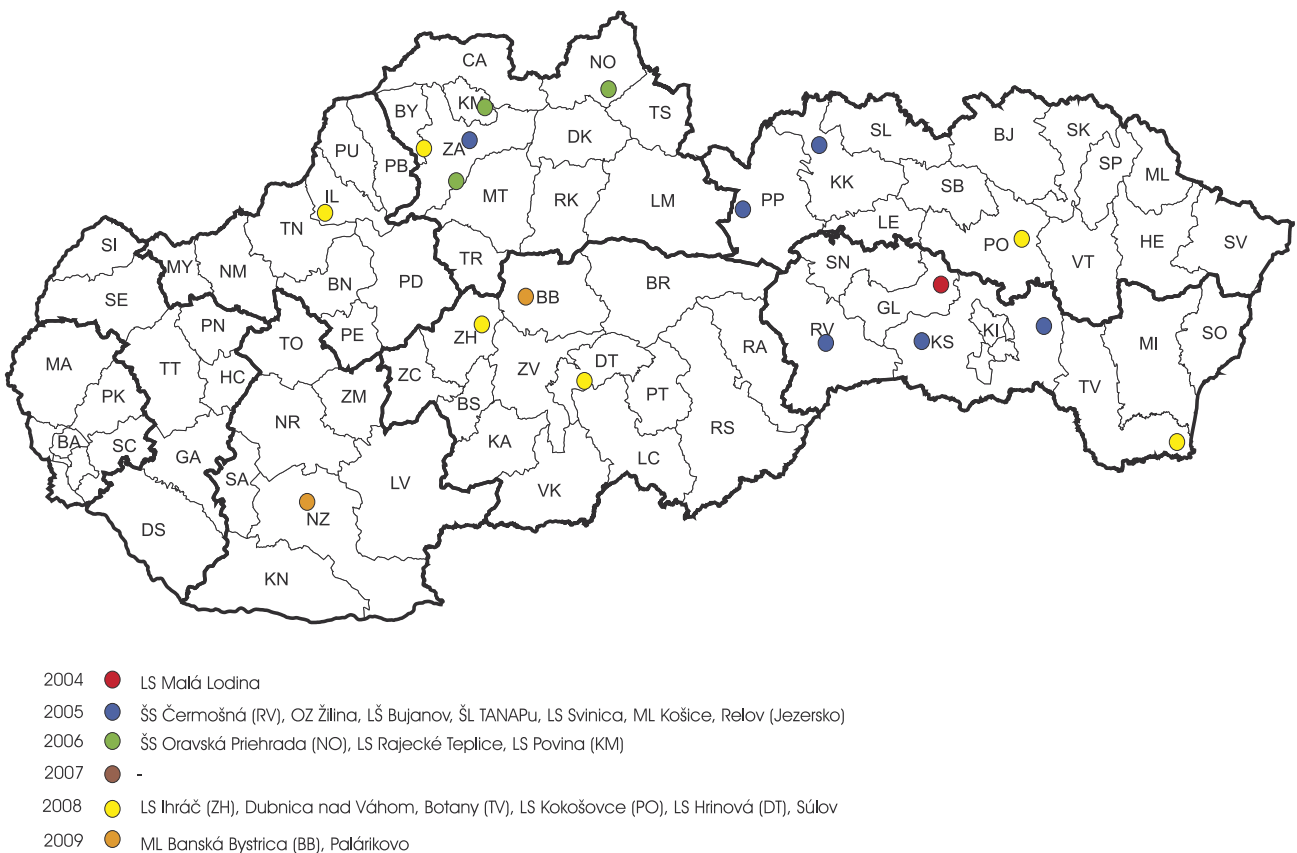 CA
NO
BY
KM
TS
SL
BJ
SK
PU
PB
ZA
DK
SP
ML
IL
MT
RK
LM
PP
KK
SB
TN
LE
PO
HE
SV
SI
MY
NM
BN
PD
TR
SN
VT
SE
BB
BR
GL
PN
PE
ZH
RV
KS
KI
MI
SO
TO
MA
TT
HC
ZC
ZV
DT
RA
TV
PK
ZM
BS
PT
NR
BA
SC
GA
KA
RS
SA
LV
VK
LC
DS
NZ
KN
2004 LS Malá Lodina
2005 ŠS Čermošná (RV), OZ Žilina, LŠ Bujanov, ŠL TANAPu, LS Svinica, ML Košice, Relov (Jezersko)
2006 ŠS Oravská Priehrada (NO), LS Rajecké Teplice, LS Povina (KM)
2007 -
2008 LS Ihráč (ZH), Dubnica nad Váhom, Botany (TV), LS Kokošovce (PO), LS Hrinová (DT), Súlov
2009 ML Banská Bystrica (BB), Palárikovo